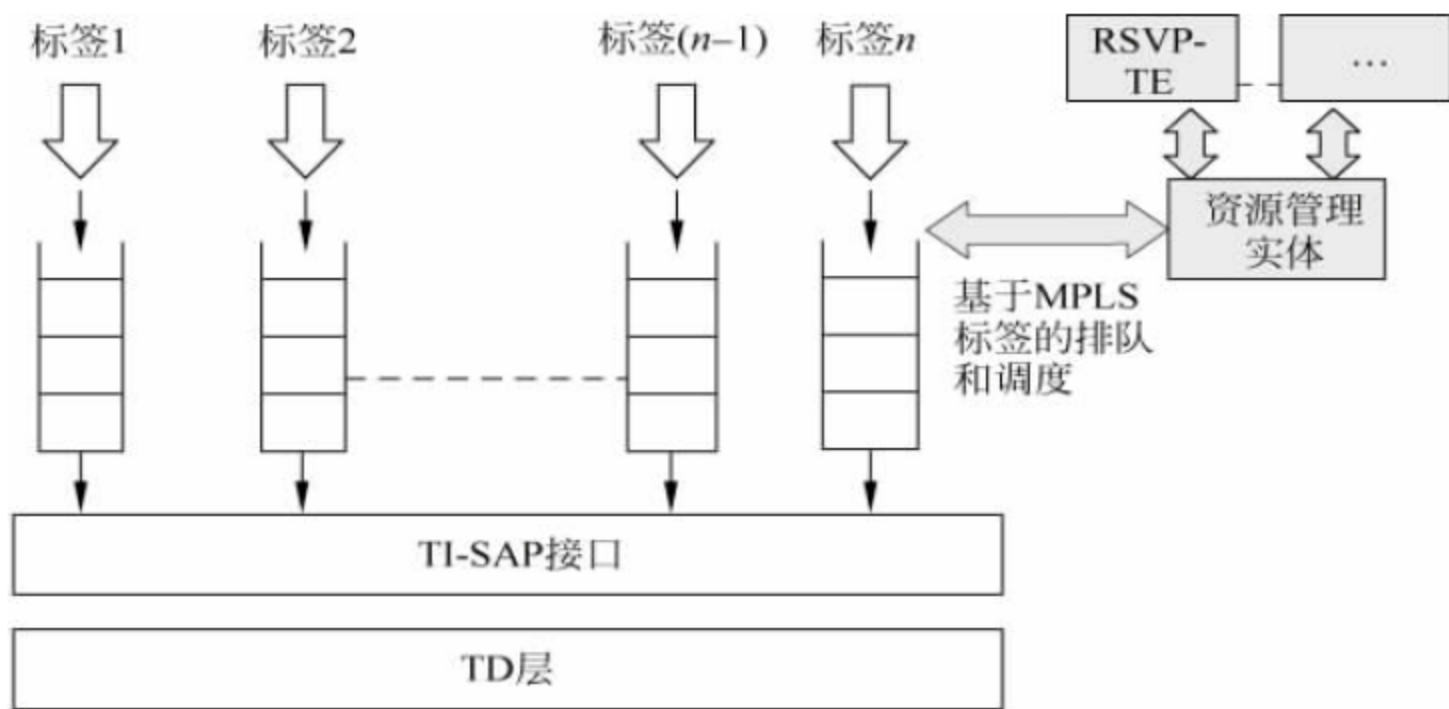 标签1
标签2
标签(n–1)
标签n
RSVP-
TE
…
资源管理
实体
基于MPLS
标签的排队
和调度
TI-SAP接口
TD层